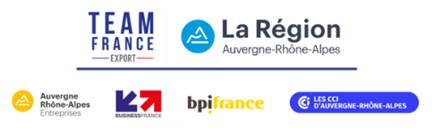 TEAM
FRANCE
EXPORT
La Région
Auvergne-Rhône-Alpes
Auvergne
Rhône-Alpes
Entreprises
BUSINESSFRANCE
bpifrance
LES CCI
D'AUVERGNE-RHÔNE-ALPES